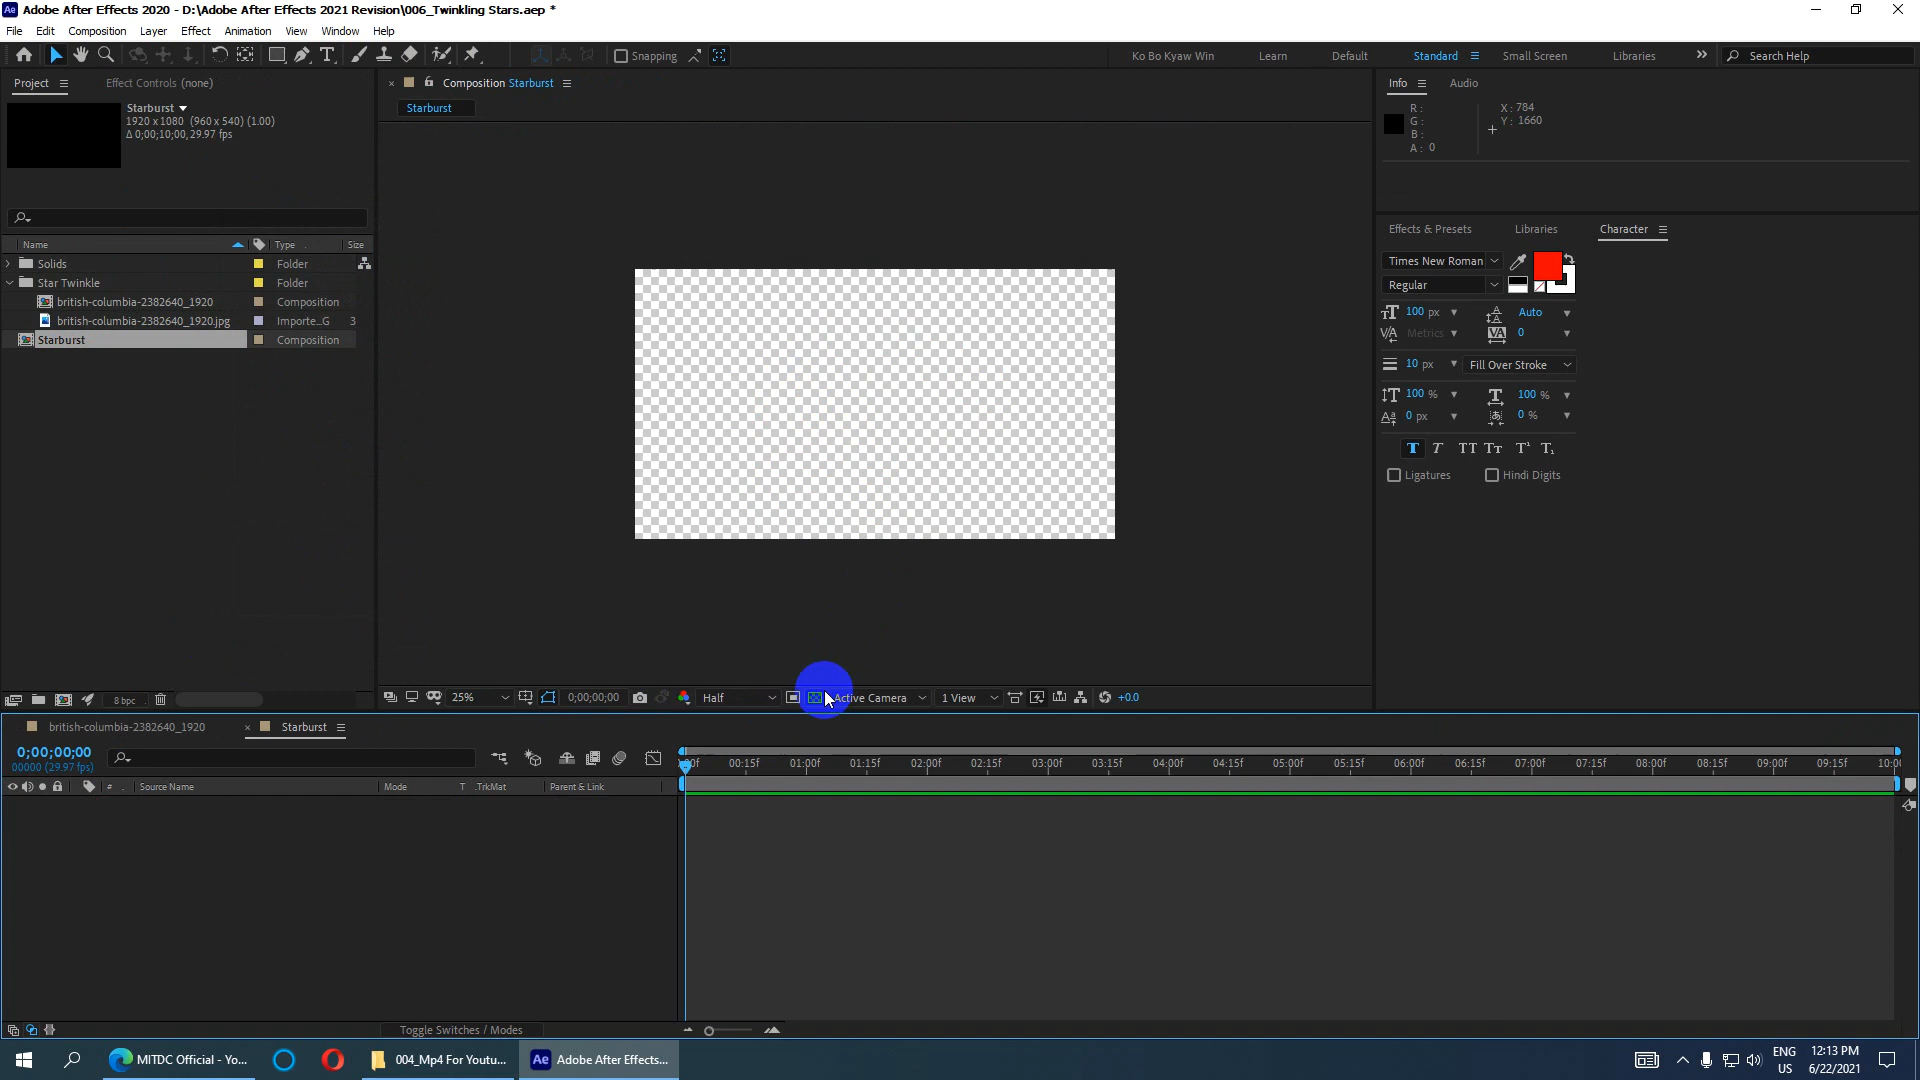 Adobe After Effects 2020 - D:\Adobe After Effects 2021 Revision\006_Twinkling Stars.aep *
File Edit Composition Layer Effect Animation View Window Help
Snapping Ko Bo Kyaw Win Learn Default Standard Small Screen Libraries Search Help
Project Effect Controls (none)
Starburst
1920 x 1080 (960 x 540) (1.00)
Δ 0;00;10;00, 29.97 fps
Name Type Size
Solids Folder
Star Twinkle Folder
british-columbia-2382640_1920 Composition
british-columbia-2382640_1920.jpg Importe...G 3
Starburst Composition
8 bpc
Composition Starburst
Starburst
25% 0;00;00;00 Half Active Camera 1 View +0.0
Info Audio
R: X: 784
G: Y: 1660
B:
A: 0
Effects & Presets Libraries Character
Times New Roman
Regular
100 px Auto
Metrics 0
10 px Fill Over Stroke
100 % 100 %
0 px 0 %
T T TT Tт T¹ T₁
Ligatures Hindi Digits
british-columbia-2382640_1920 Starburst
0;00;00;00
00000 (29.97 fps)
# Source Name Mode T .TrkMat Parent & Link
00:15f 01:00f 01:15f 02:00f 02:15f 03:00f 03:15f 04:00f 04:15f 05:00f 05:15f 06:00f 06:15f 07:00f 07:15f 08:00f 08:15f 09:00f 09:15f
Toggle Switches / Modes
MITDC Official - Yo... 004_Mp4 For Youtu... Adobe After Effects...
ENG
US
12:13 PM
6/22/2021